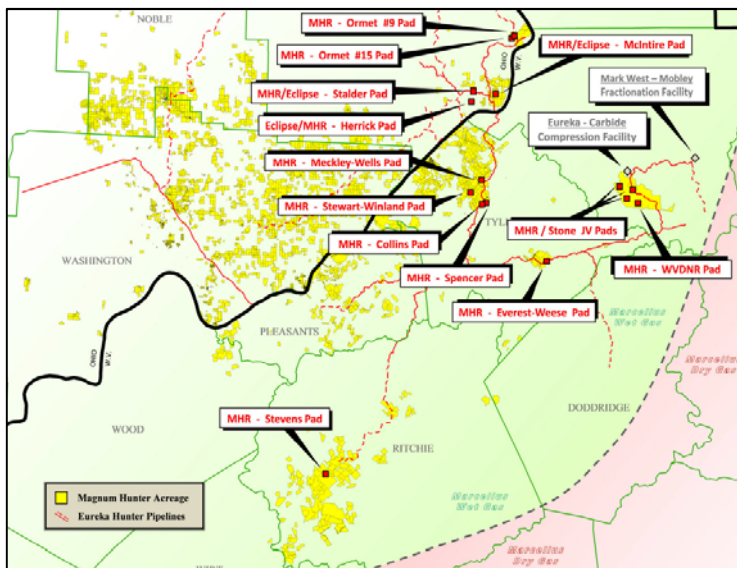 NOBLE
MHR - Ormet #9 Pad
MHR - Ormet #15 Pad
MHR/Eclipse - McIntire Pad
OHIO
W.V.
MHR/Eclipse - Stalder Pad
Mark West – Mobley
Fractionation Facility
Eclipse/MHR - Herrick Pad
Eureka - Carbide
Compression Facility
MHR - Meckley-Wells Pad
MHR - Stewart-Winland Pad
TYL
MHR - Collins Pad
MHR / Stone JV Pads
WASHINGTON
MHR - Spencer Pad
MHR - WVDNR Pad
MHR - Everest-Weese Pad
PLEASANTS
Marcellus
Wet Gas
Marcellus
Dry Gas
OHIO
W.V.
DODDRIDGE
WOOD
MHR - Stevens Pad
RITCHIE
Magnum Hunter Acreage
Eureka Hunter Pipelines
Marcellus
Wet Gas
Marcellus
Dry Gas